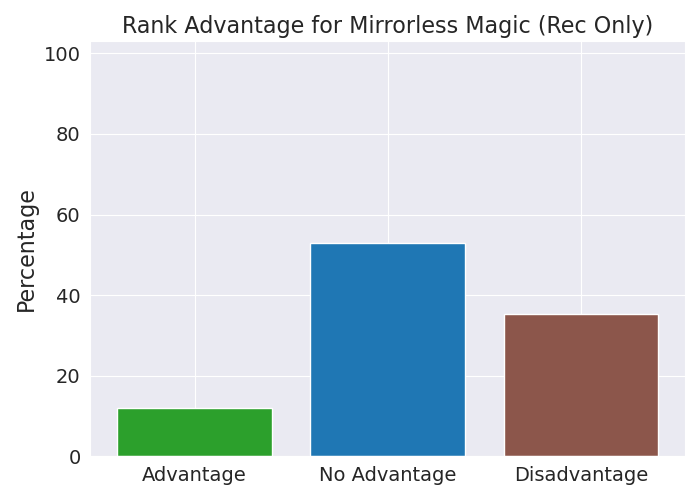 Rank Advantage for Mirrorless Magic (Rec Only)
100
80
60
40
20
0
Percentage
Advantage
No Advantage
Disadvantage